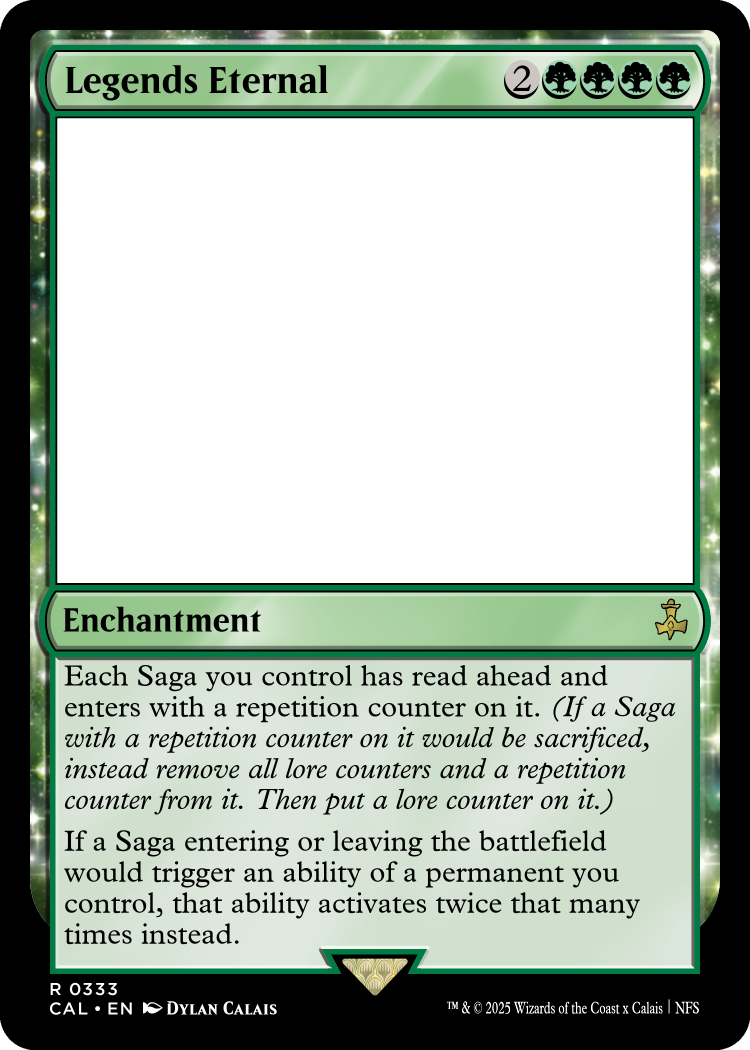 Legends Eternal
2
Enchantment
Each Saga you control has read ahead and
enters with a repetition counter on it. (If a Saga
with a repetition counter on it would be sacrificed,
instead remove all lore counters and a repetition
counter from it. Then put a lore counter on it.)
If a Saga entering or leaving the battlefield
would trigger an ability of a permanent you
control, that ability activates twice that many
times instead.
R 0333
CAL • EN DYLAN CALAIS
™ & © 2025 Wizards of the Coast x Calais | NFS